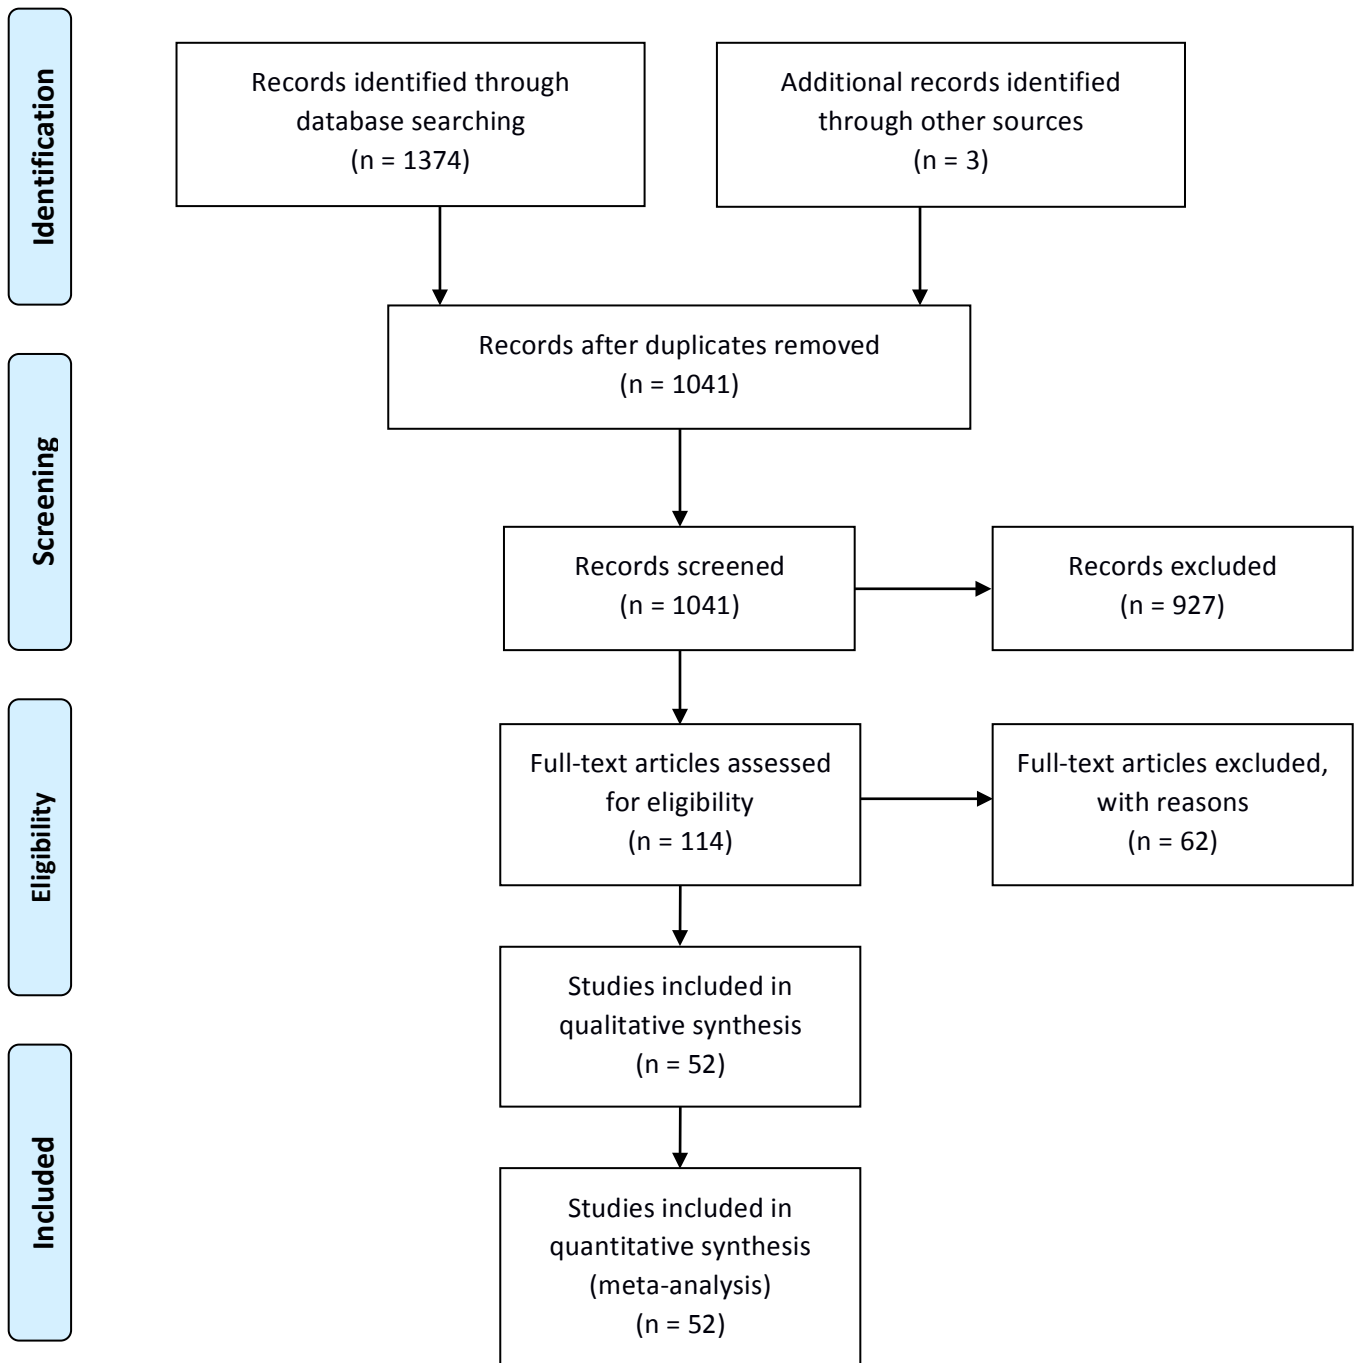 Identification
Records identified through
database searching
(n = 1374)
Additional records identified
through other sources
(n = 3)
Records after duplicates removed
(n = 1041)
Screening
Records screened
(n = 1041)
Records excluded
(n = 927)
Eligibility
Full-text articles assessed
for eligibility
(n = 114)
Full-text articles excluded,
with reasons
(n = 62)
Studies included in
qualitative synthesis
(n = 52)
Included
Studies included in
quantitative synthesis
(meta-analysis)
(n = 52)